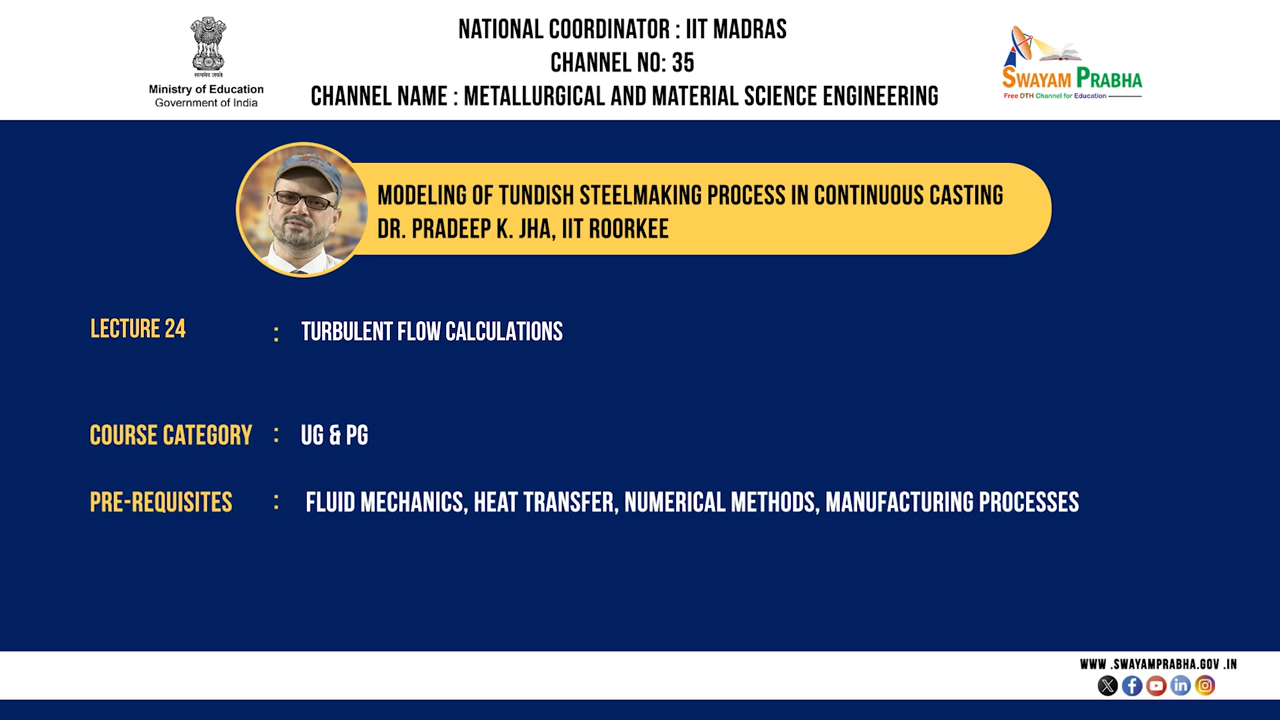 NATIONAL COORDINATOR : IIT MADRAS
CHANNEL NO: 35
CHANNEL NAME : METALLURGICAL AND MATERIAL SCIENCE ENGINEERING
सत्यमेव जयते
Ministry of Education
Government of India
SWAYAM PRABHA
Free DTH Channel for Education
MODELING OF TUNDISH STEELMAKING PROCESS IN CONTINUOUS CASTING
DR. PRADEEP K. JHA, IIT ROORKEE
LECTURE 24 : TURBULENT FLOW CALCULATIONS
COURSE CATEGORY : UG & PG
PRE-REQUISITES : FLUID MECHANICS, HEAT TRANSFER, NUMERICAL METHODS, MANUFACTURING PROCESSES
WWW .SWAYAMPRABHA.GOV .IN